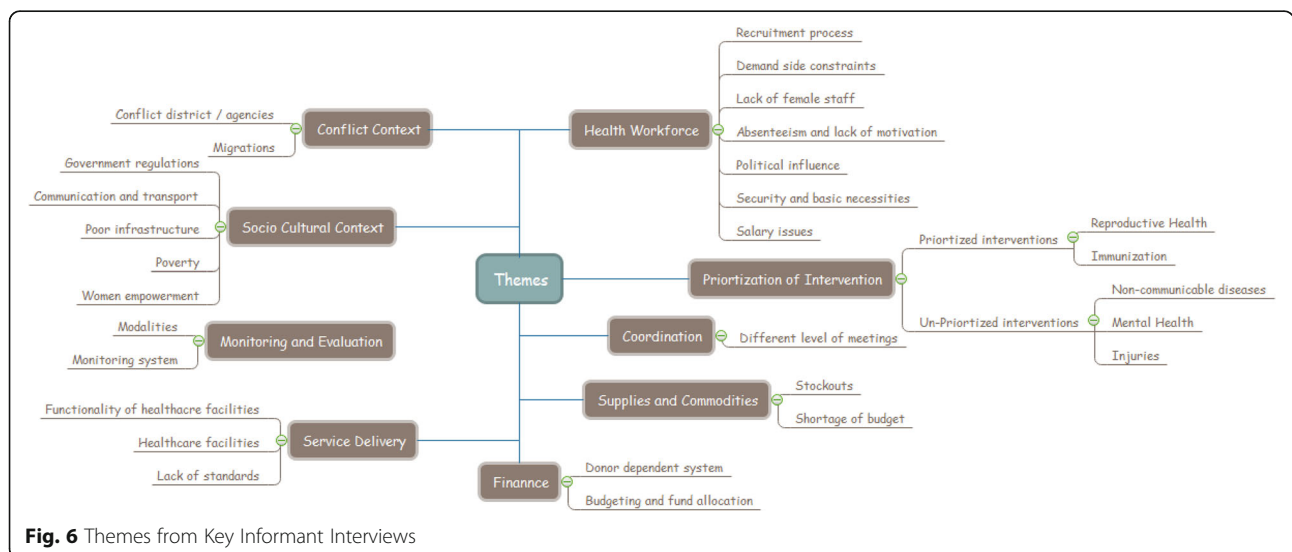 Themes
Conflict Context
Conflict district / agencies
Migrations
Socio Cultural Context
Government regulations
Communication and transport
Poor infrastructure
Poverty
Women empowerment
Monitoring and Evaluation
Modalities
Monitoring system
Service Delivery
Functionality of healthacre facilities
Healthcare facilities
Lack of standards
Health Workforce
Recruitment process
Demand side constraints
Lack of female staff
Absenteeism and lack of motivation
Political influence
Security and basic necessities
Salary issues
Priortization of Intervention
Priortized interventions
Reproductive Health
Immunization
Un-Priortized interventions
Non-communicable diseases
Mental Health
Injuries
Coordination
Different level of meetings
Supplies and Commodities
Stockouts
Shortage of budget
Finannce
Donor dependent system
Budgeting and fund allocation
Fig. 6 Themes from Key Informant Interviews